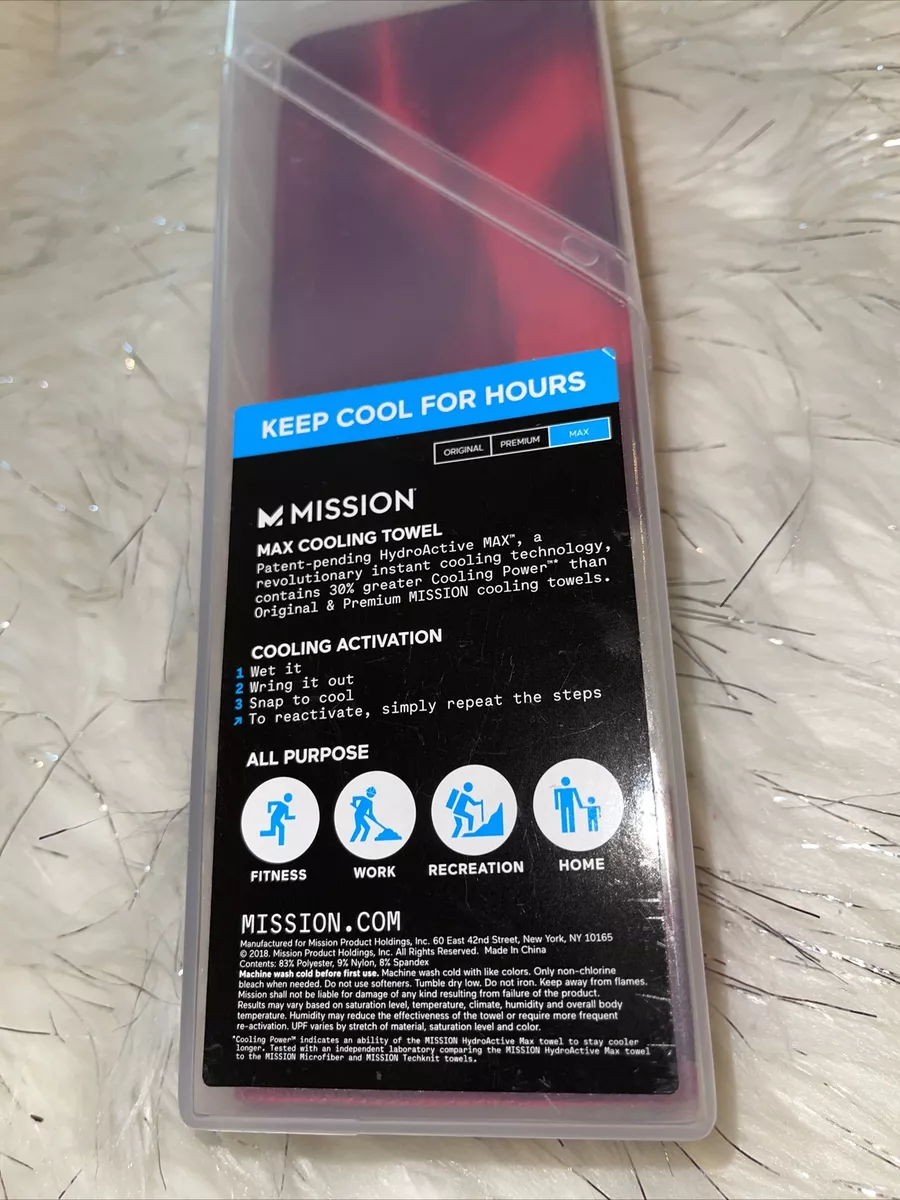 KEEP COOL FOR HOURS
ORIGINAL PREMIUM MAX
MISSION™
MAX COOLING TOWEL
Patent-pending HydroActive MAX™, a
revolutionary instant cooling technology,
contains 30% greater Cooling Power™* than
Original & Premium MISSION cooling towels.
COOLING ACTIVATION
1 Wet it
2 Wring it out
3 Snap to cool
↗ To reactivate, simply repeat the steps
ALL PURPOSE
FITNESS WORK RECREATION HOME
MISSION.COM
Manufactured for Mission Product Holdings, Inc. 60 East 42nd Street, New York, NY 10165
© 2018. Mission Product Holdings, Inc. All Rights Reserved. Made In China
Contents: 83% Polyester, 9% Nylon, 8% Spandex
Machine wash cold before first use. Machine wash cold with like colors. Only non-chlorine
bleach when needed. Do not use softeners. Tumble dry low. Do not iron. Keep away from flames.
Mission shall not be liable for damage of any kind resulting from failure of the product.
Results may vary based on saturation level, temperature, climate, humidity and overall body
temperature. Humidity may reduce the effectiveness of the towel or require more frequent
re-activation. UPF varies by stretch of material, saturation level and color.
*Cooling Power™ indicates an ability of the MISSION HydroActive Max towel to stay cooler
longer. Tested with an independent laboratory comparing the MISSION HydroActive Max towel
to the MISSION Microfiber and MISSION Techknit towels.